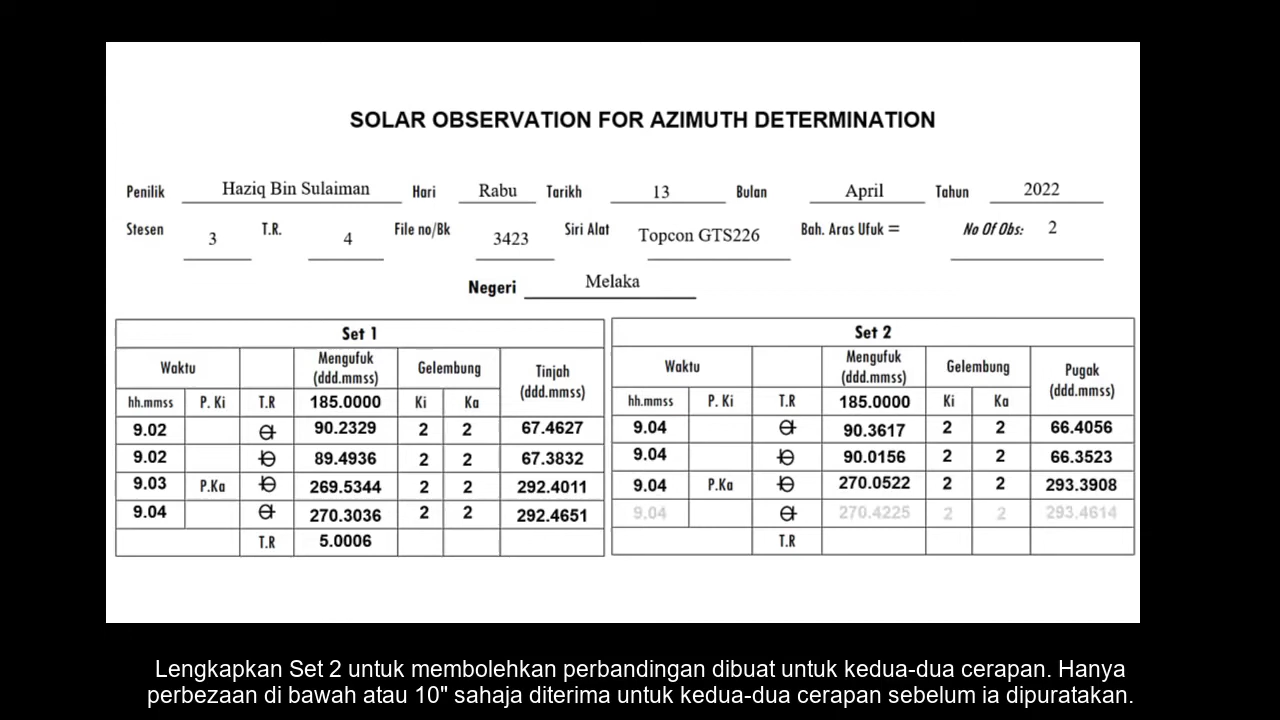 SOLAR OBSERVATION FOR AZIMUTH DETERMINATION
Penilik Haziq Bin Sulaiman Hari Rabu Tarikh 13 Bulan April Tahun 2022
Stesen 3 T.R. 4 File no/Bk 3423 Siri Alat Topcon GTS226 Bah. Aras Ufuk = No Of Obs: 2
Negeri Melaka
Set 1
Waktu Mengufuk (ddd.mmss) Gelembung Tinjah (ddd.mmss)
hh.mmss P. Ki T.R 185.0000 Ki Ka
9.02 90.2329 2 2 67.4627
9.02 89.4936 2 2 67.3832
9.03 P.Ka 269.5344 2 2 292.4011
9.04 270.3036 2 2 292.4651
T.R 5.0006
Set 2
Waktu Mengufuk (ddd.mmss) Gelembung Pugak (ddd.mmss)
hh.mmss P. Ki T.R 185.0000 Ki Ka
9.04 90.3617 2 2 66.4056
9.04 90.0156 2 2 66.3523
9.04 P.Ka 270.0522 2 2 293.3908
9.04 270.4225 2 2 293.4614
T.R
Lengkapkan Set 2 untuk membolehkan perbandingan dibuat untuk kedua-dua cerapan. Hanya
perbezaan di bawah atau 10" sahaja diterima untuk kedua-dua cerapan sebelum ia dipuratakan.